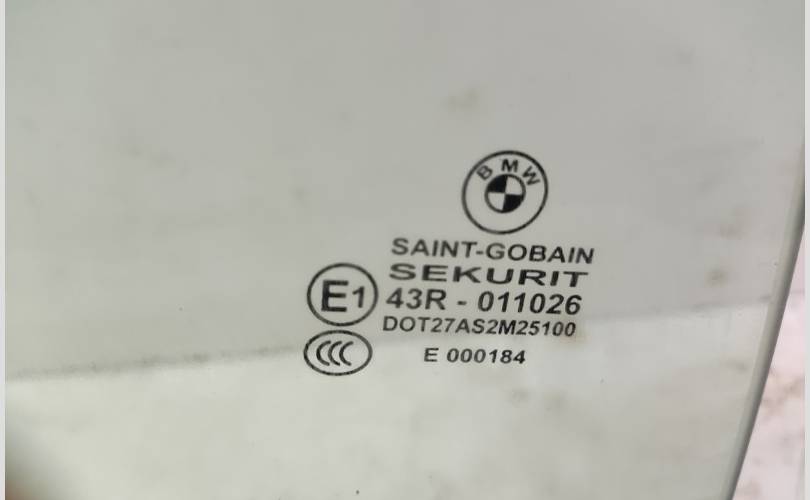 BMW
SAINT-GOBAIN
SEKURIT
E1 43R - 011026
DOT27AS2M25100
CCC E 000184